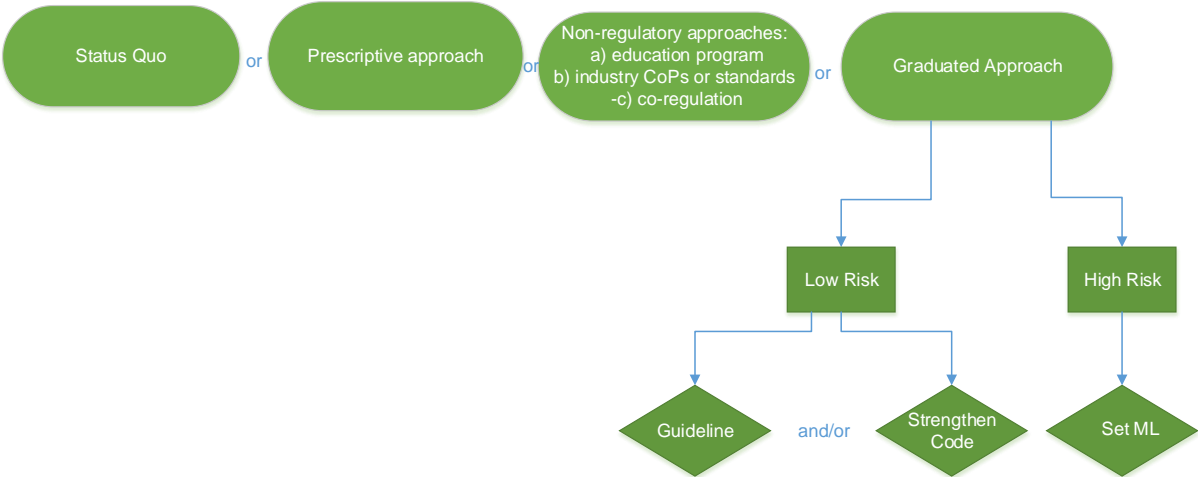 Status Quo
or
Prescriptive approach
or
Non-regulatory approaches:
a) education program
b) industry CoPs or standards
-c) co-regulation
or
Graduated Approach
Low Risk
High Risk
Guideline
and/or
Strengthen
Code
Set ML